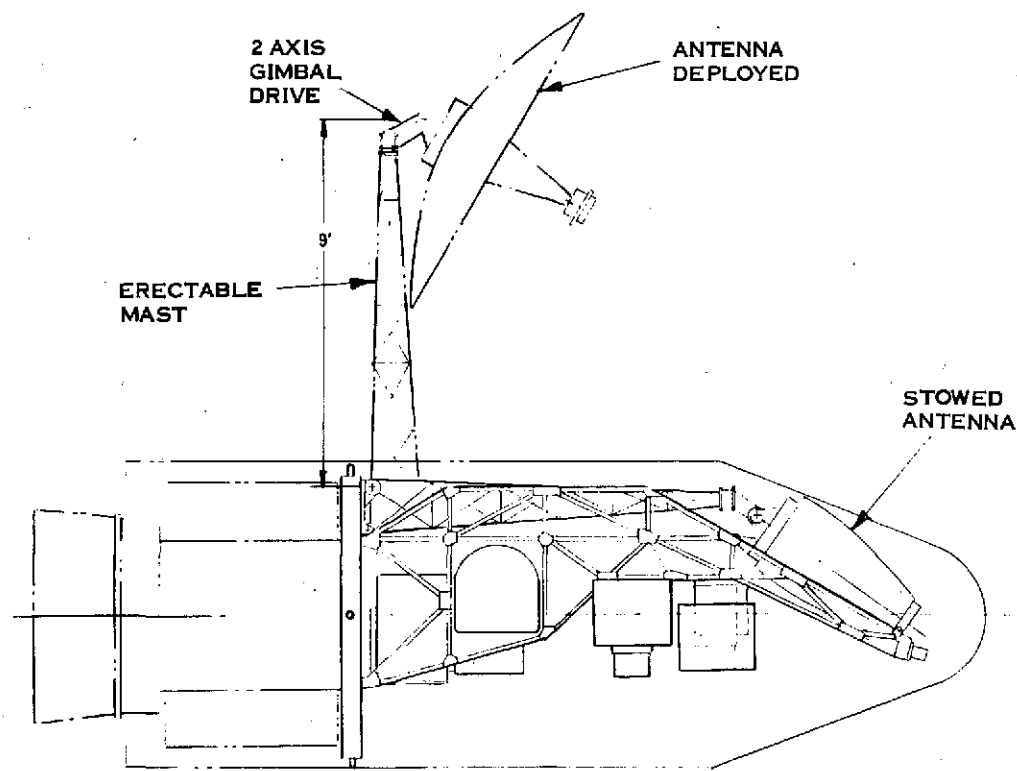 2 AXIS
GIMBAL
DRIVE
ANTENNA
DEPLOYED
9'
ERECTABLE
MAST
STOWED
ANTENNA